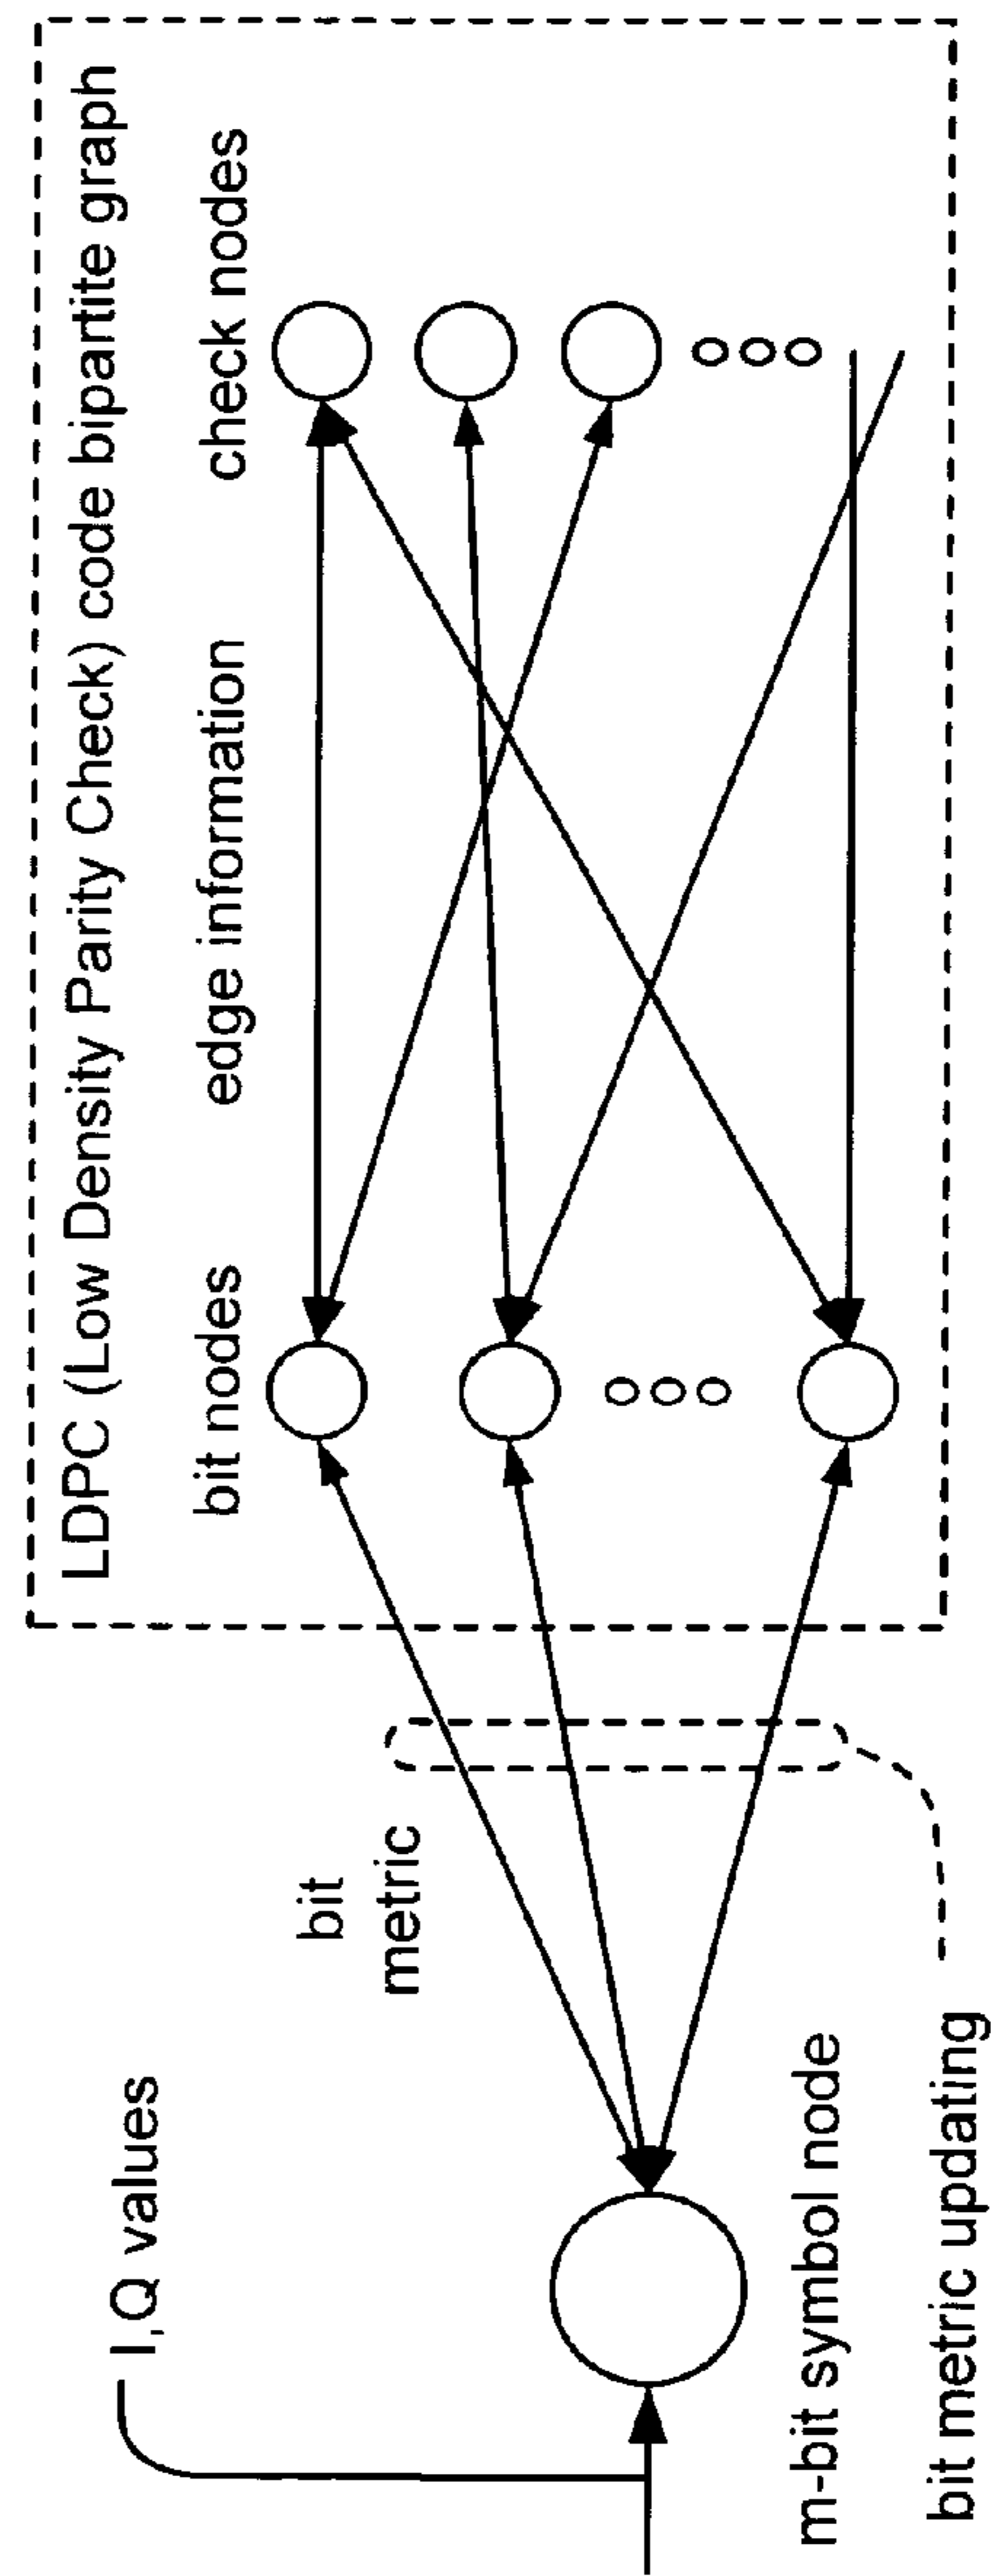 LDPC (Low Density Parity Check) code bipartite graph
bit nodes
edge information
check nodes
I,Q values
bit
metric
m-bit symbol node
bit metric updating